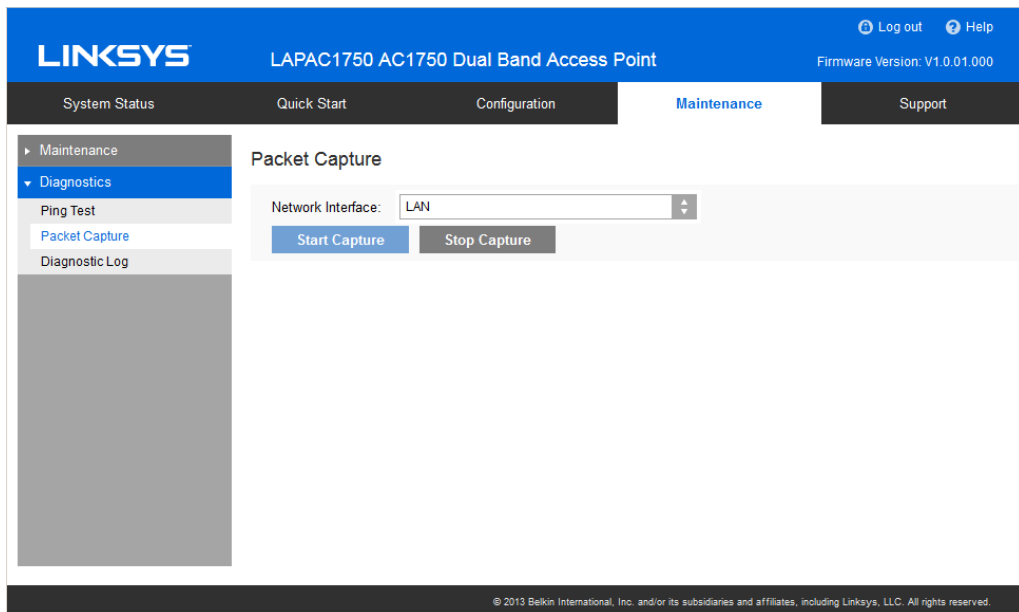 Log out Help
LINKSYS LAPAC1750 AC1750 Dual Band Access Point Firmware Version: V1.0.01.000
System Status Quick Start Configuration Maintenance Support
Maintenance
Diagnostics
Ping Test
Packet Capture
Diagnostic Log
Packet Capture
Network Interface: LAN
Start Capture Stop Capture
© 2013 Belkin International, Inc. and/or its subsidiaries and affiliates, including Linksys, LLC. All rights reserved.